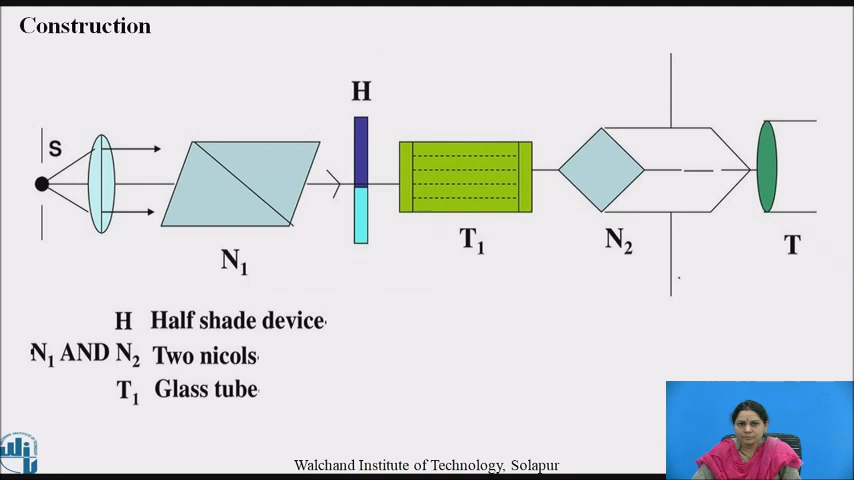 Construction
H
S
N₁
T₁
N₂
T
H Half shade device
N₁ AND N₂ Two nicols
T₁ Glass tube
Walchand Institute of Technology, Solapur